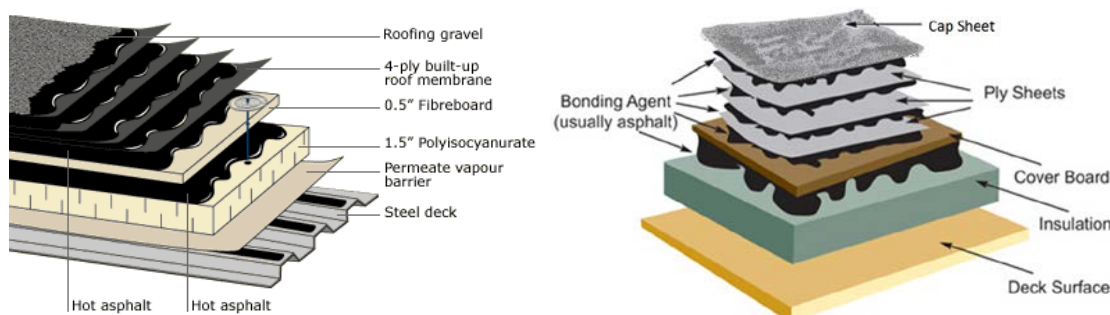 Roofing gravel
4-ply built-up
roof membrane
0.5" Fibreboard
1.5" Polyisocyanurate
Permeate vapour
barrier
Steel deck
Hot asphalt
Hot asphalt
Cap Sheet
Bonding Agent
(usually asphalt)
Ply Sheets
Cover Board
Insulation
Deck Surface